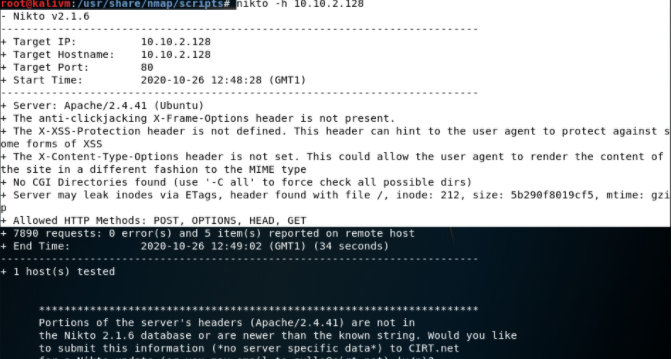 root@kalivm:/usr/share/nmap/scripts# nikto -h 10.10.2.128
- Nikto v2.1.6
---------------------------------------------------------------------------
+ Target IP:          10.10.2.128
+ Target Hostname:    10.10.2.128
+ Target Port:        80
+ Start Time:         2020-10-26 12:48:28 (GMT1)
---------------------------------------------------------------------------
+ Server: Apache/2.4.41 (Ubuntu)
+ The anti-clickjacking X-Frame-Options header is not present.
+ The X-XSS-Protection header is not defined. This header can hint to the user agent to protect against s
ome forms of XSS
+ The X-Content-Type-Options header is not set. This could allow the user agent to render the content of
the site in a different fashion to the MIME type
+ No CGI Directories found (use '-C all' to force check all possible dirs)
+ Server may leak inodes via ETags, header found with file /, inode: 212, size: 5b290f8019cf5, mtime: gzi
p
+ Allowed HTTP Methods: POST, OPTIONS, HEAD, GET
+ 7890 requests: 0 error(s) and 5 item(s) reported on remote host
+ End Time:           2020-10-26 12:49:02 (GMT1) (34 seconds)
---------------------------------------------------------------------------
+ 1 host(s) tested
*********************************************************************
Portions of the server's headers (Apache/2.4.41) are not in
the Nikto 2.1.6 database or are newer than the known string. Would you like
to submit this information (*no server specific data*) to CIRT.net